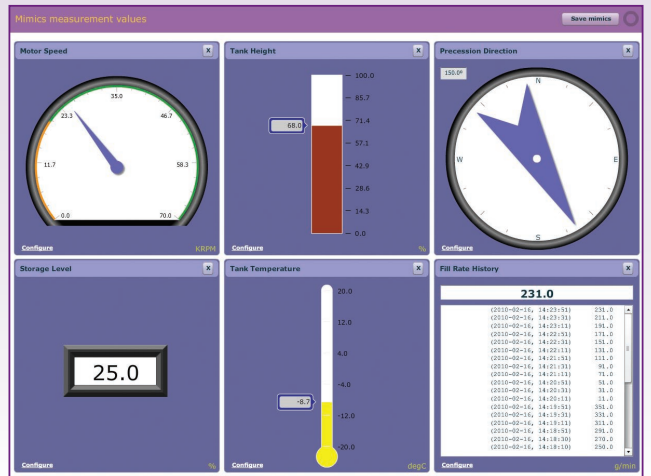 Mimics measurement values
Save mimics
Motor Speed
X
0.0
11.7
23.3
35.0
46.7
58.3
70.0
Configure
KRPM
Tank Height
X
100.0
85.7
71.4
68.0
57.1
42.9
28.6
14.3
0.0
Configure
%
Precession Direction
X
150.0º
N
W
E
S
Configure
Storage Level
X
25.0
Configure
%
Tank Temperature
X
20.0
12.0
4.0
-4.0
-8.7
-12.0
-20.0
Configure
degC
Fill Rate History
X
231.0
(2010-02-16, 14:23:51) 231.0
(2010-02-16, 14:23:31) 211.0
(2010-02-16, 14:23:11) 191.0
(2010-02-16, 14:22:51) 171.0
(2010-02-16, 14:22:31) 151.0
(2010-02-16, 14:22:11) 131.0
(2010-02-16, 14:21:51) 111.0
(2010-02-16, 14:21:31) 91.0
(2010-02-16, 14:21:11) 71.0
(2010-02-16, 14:20:51) 51.0
(2010-02-16, 14:20:31) 31.0
(2010-02-16, 14:20:11) 11.0
(2010-02-16, 14:19:51) 351.0
(2010-02-16, 14:19:31) 331.0
(2010-02-16, 14:19:11) 311.0
(2010-02-16, 14:18:51) 291.0
(2010-02-16, 14:18:30) 270.0
(2010-02-16, 14:18:10) 250.0
Configure
g/min